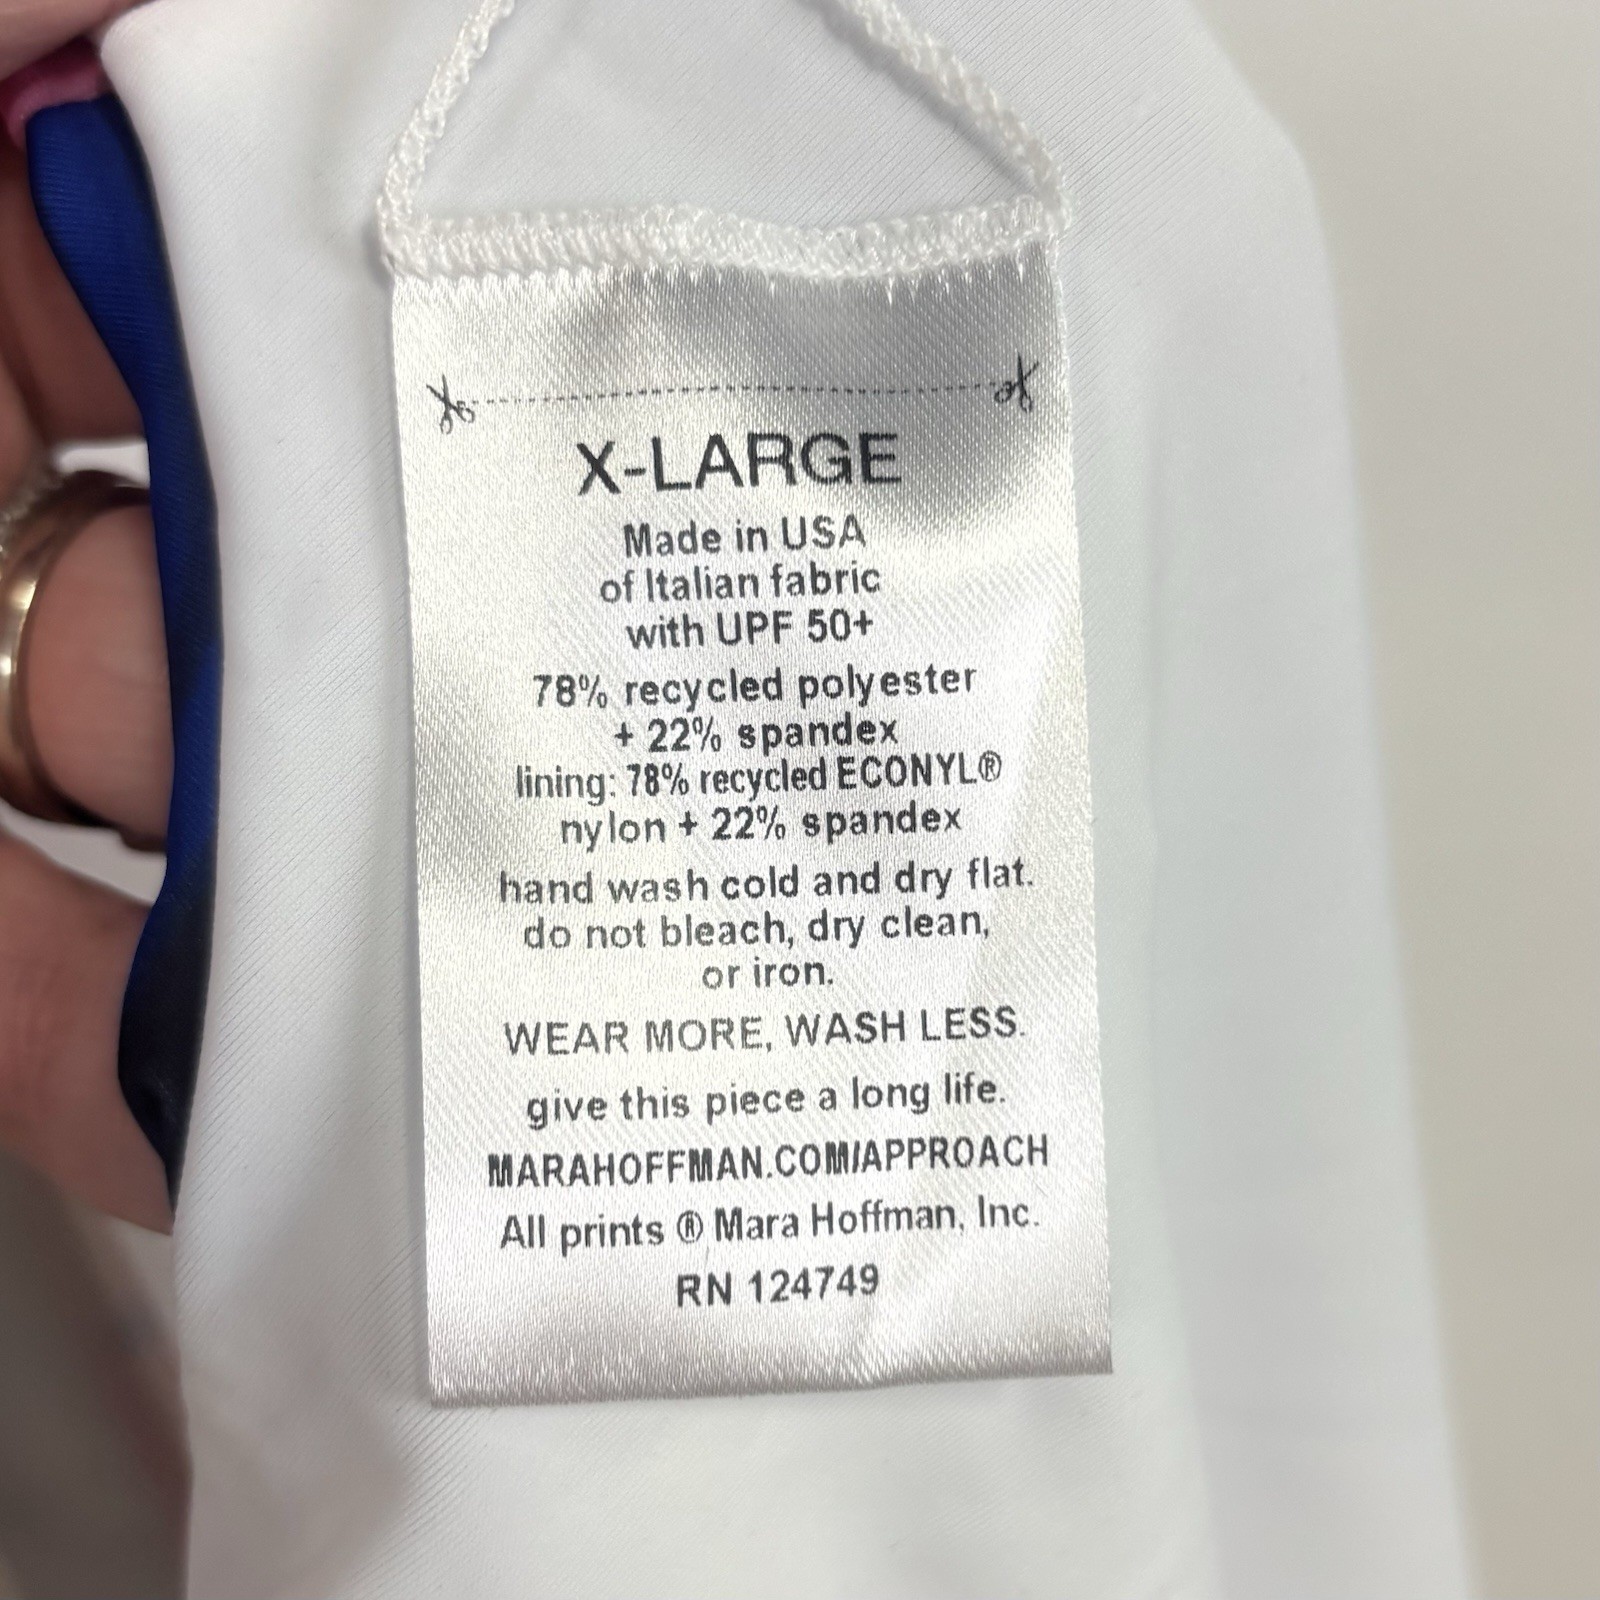 X-LARGE
Made in USA
of Italian fabric
with UPF 50+
78% recycled polyester
+ 22% spandex
lining: 78% recycled ECONYL®
nylon + 22% spandex
hand wash cold and dry flat.
do not bleach, dry clean,
or iron.
WEAR MORE, WASH LESS.
give this piece a long life.
MARAHOFFMAN.COM/APPROACH
All prints ® Mara Hoffman, Inc.
RN 124749